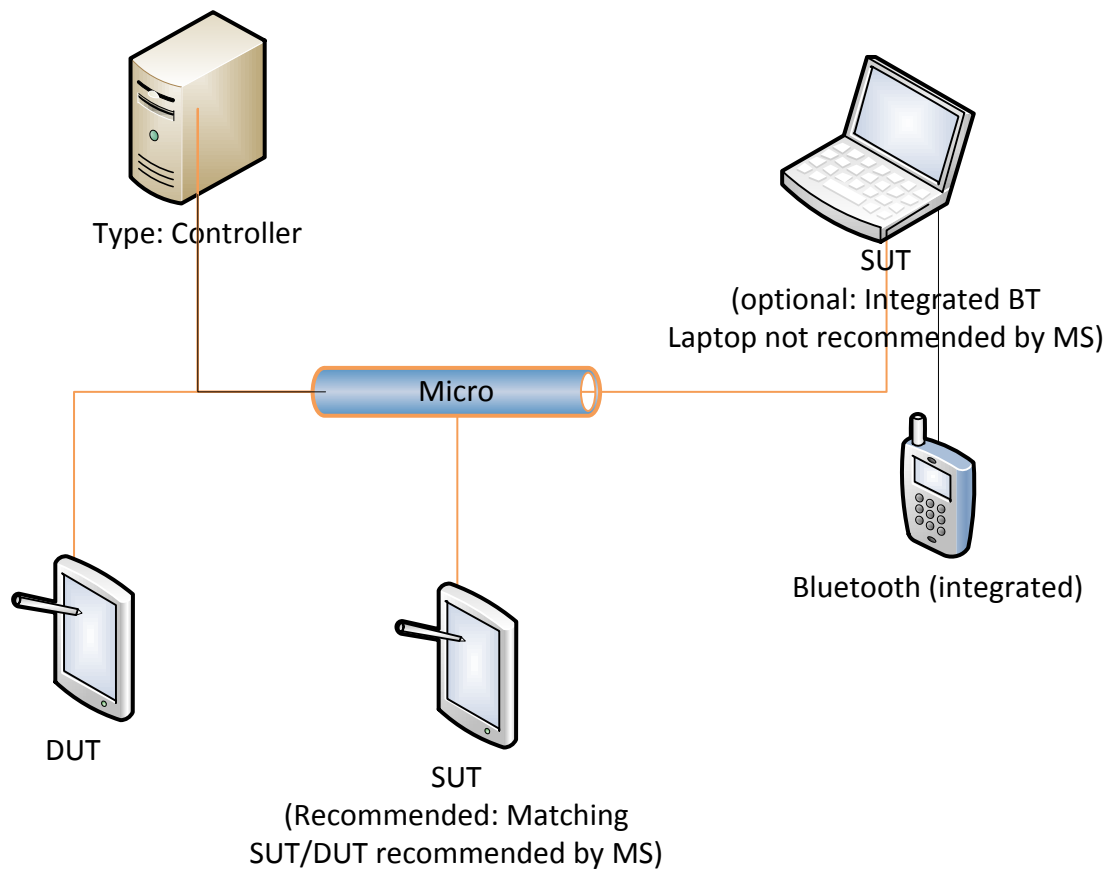 Type: Controller
SUT
(optional: Integrated BT
Laptop not recommended by MS)
Micro
Bluetooth (integrated)
DUT
SUT
(Recommended: Matching
SUT/DUT recommended by MS)